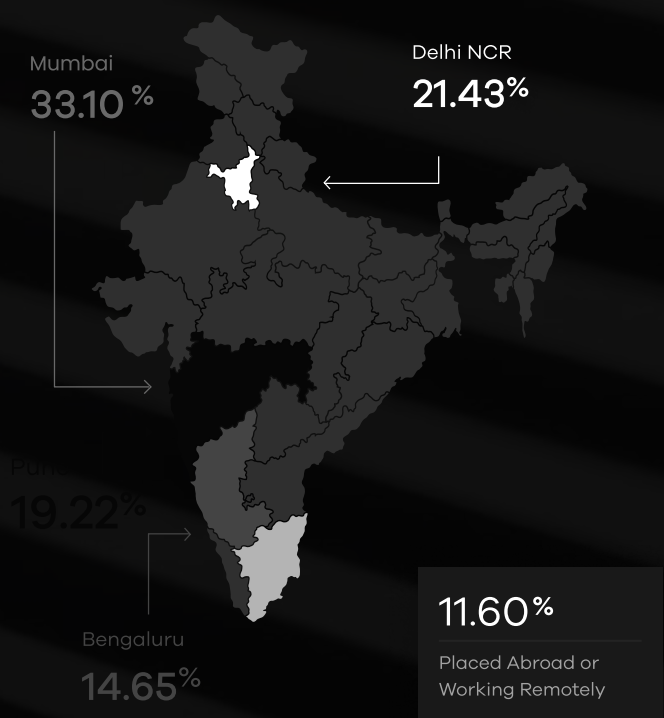 Mumbai
33.10%
Delhi NCR
21.43%
19.22%
Bengaluru
14.65%
11.60%
Placed Abroad or
Working Remotely